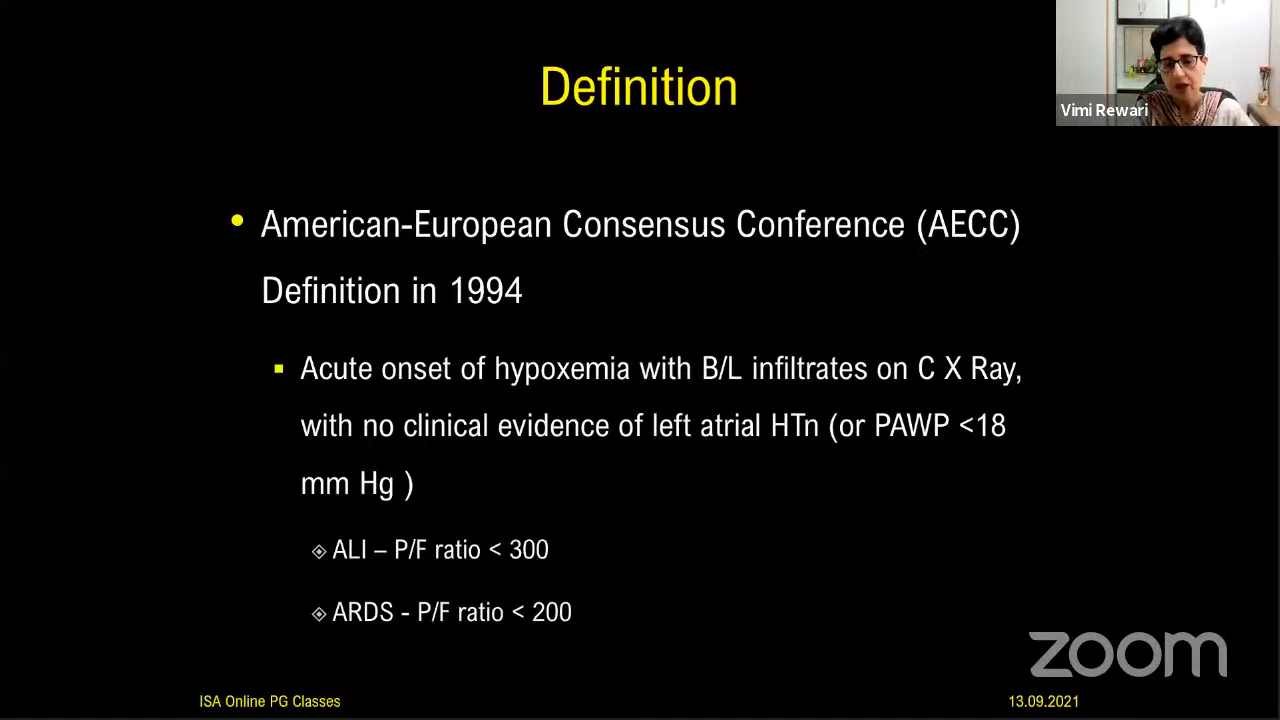 Definition
Vimi Rewari
• American-European Consensus Conference (AECC)
Definition in 1994
▪ Acute onset of hypoxemia with B/L infiltrates on C X Ray,
with no clinical evidence of left atrial HTn (or PAWP <18
mm Hg )
◈ ALI – P/F ratio < 300
◈ ARDS - P/F ratio < 200
zoom
ISA Online PG Classes
13.09.2021